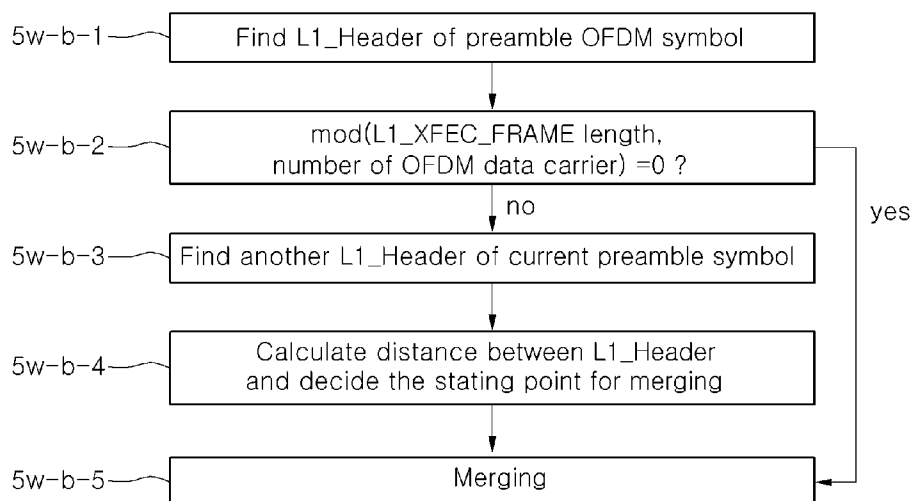 5w-b-1
Find L1_Header of preamble OFDM symbol
5w-b-2
mod(L1_XFEC_FRAME length,
number of OFDM data carrier) =0 ?
no
yes
5w-b-3
Find another L1_Header of current preamble symbol
5w-b-4
Calculate distance between L1_Header
and decide the stating point for merging
5w-b-5
Merging